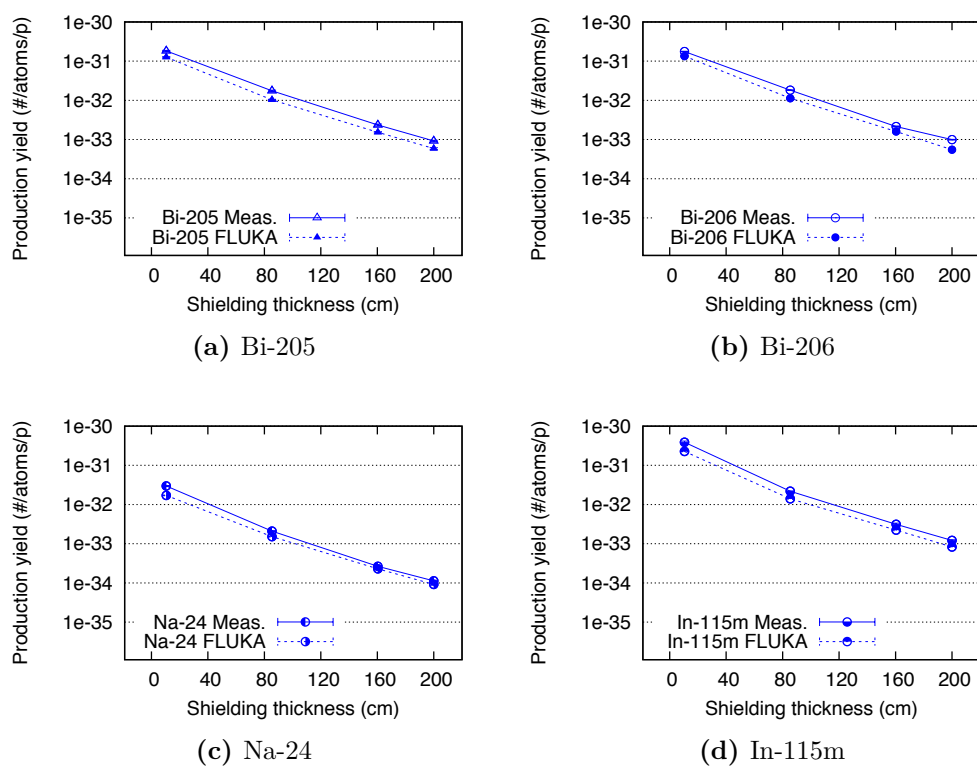 Production yield (#/atoms/p)
1e-30
1e-31
1e-32
1e-33
1e-34
1e-35
Bi-205 Meas.
Bi-205 FLUKA
0 40 80 120 160 200
Shielding thickness (cm)
(a) Bi-205
Production yield (#/atoms/p)
1e-30
1e-31
1e-32
1e-33
1e-34
1e-35
Bi-206 Meas.
Bi-206 FLUKA
0 40 80 120 160 200
Shielding thickness (cm)
(b) Bi-206
Production yield (#/atoms/p)
1e-30
1e-31
1e-32
1e-33
1e-34
1e-35
Na-24 Meas.
Na-24 FLUKA
0 40 80 120 160 200
Shielding thickness (cm)
(c) Na-24
Production yield (#/atoms/p)
1e-30
1e-31
1e-32
1e-33
1e-34
1e-35
In-115m Meas.
In-115m FLUKA
0 40 80 120 160 200
Shielding thickness (cm)
(d) In-115m